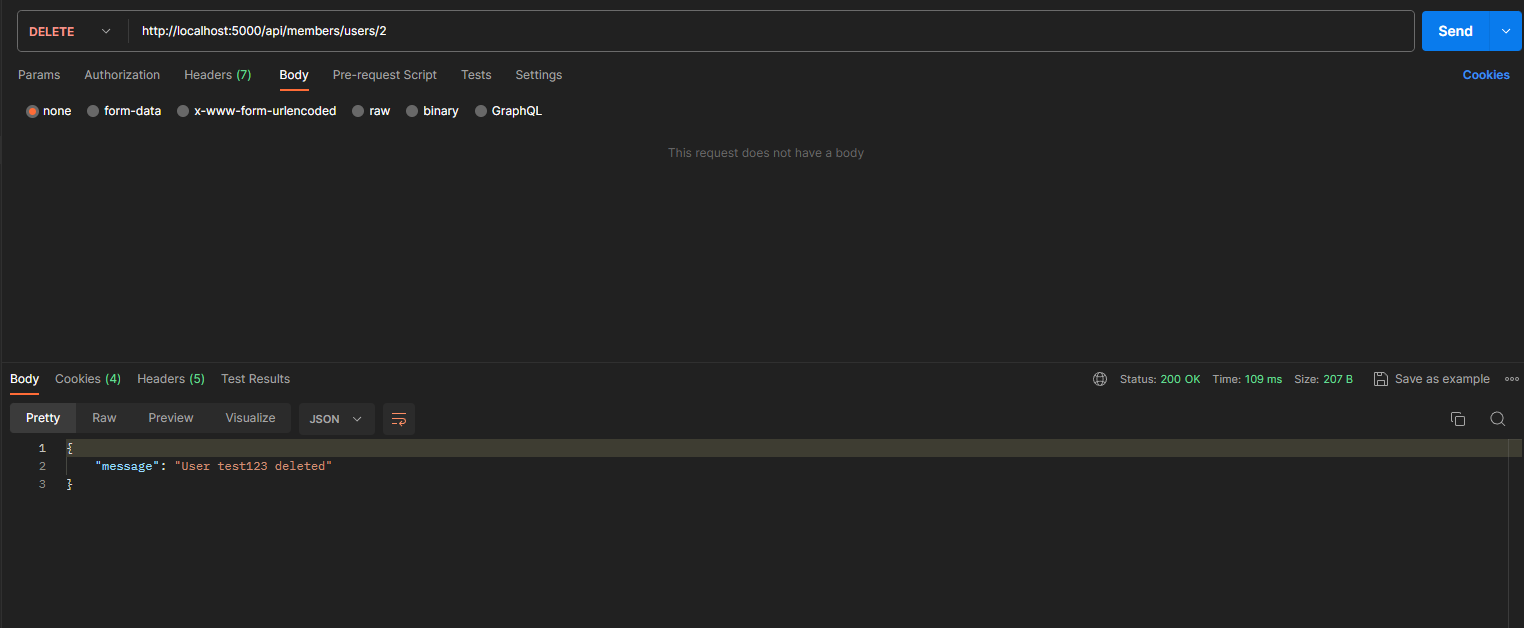 DELETE http://localhost:5000/api/members/users/2 Send
Params Authorization Headers (7) Body Pre-request Script Tests Settings Cookies
none form-data x-www-form-urlencoded raw binary GraphQL
This request does not have a body
Body Cookies (4) Headers (5) Test Results Status: 200 OK Time: 109 ms Size: 207 B Save as example
Pretty Raw Preview Visualize JSON
1 {
2 "message": "User test123 deleted"
3 }